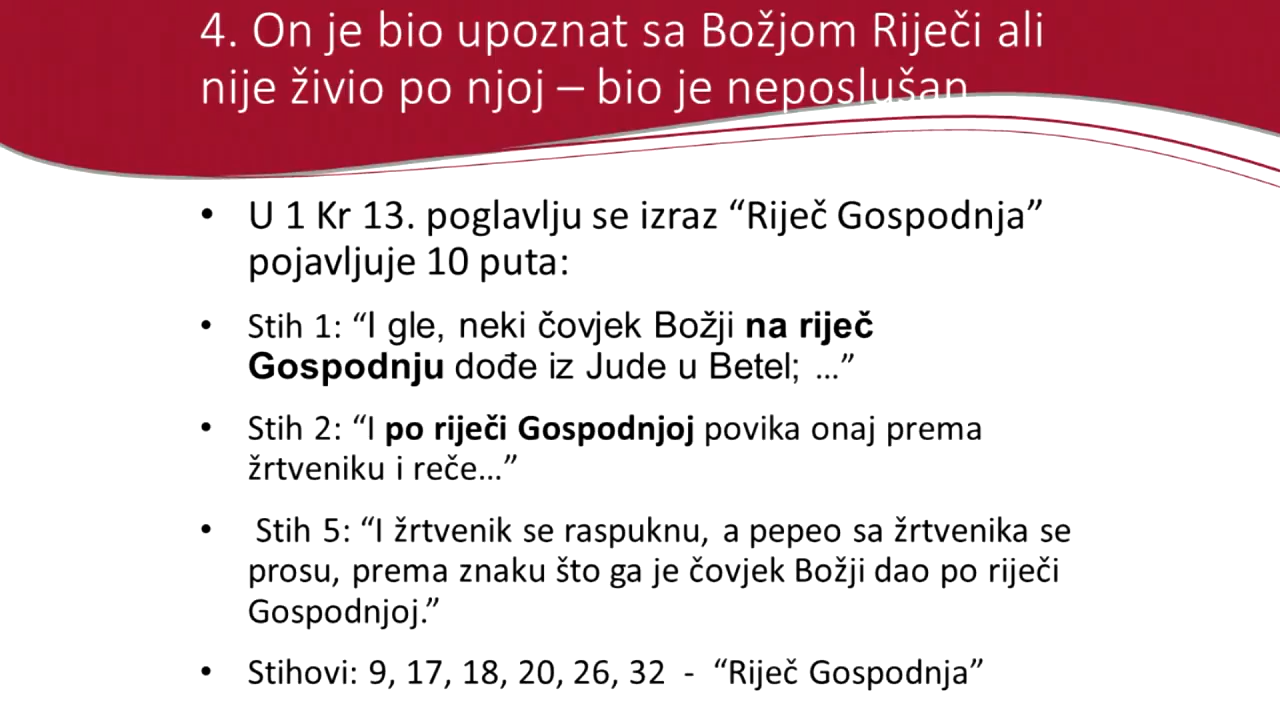 4. On je bio upoznat sa Božjom Riječi ali
nije živio po njoj – bio je neposlušan
• U 1 Kr 13. poglavlju se izraz “Riječ Gospodnja”
pojavljuje 10 puta:
• Stih 1: “I gle, neki čovjek Božji na riječ
Gospodnju dođe iz Jude u Betel; …”
• Stih 2: “I po riječi Gospodnjoj povika onaj prema
žrtveniku i reče…”
• Stih 5: “I žrtvenik se raspuknu, a pepeo sa žrtvenika se
prosu, prema znaku što ga je čovjek Božji dao po riječi
Gospodnjoj.”
• Stihovi: 9, 17, 18, 20, 26, 32 - “Riječ Gospodnja”